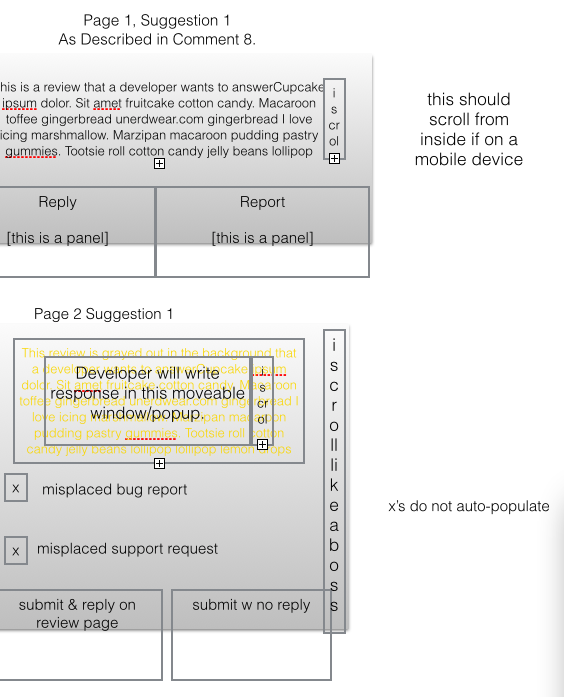 Page 1, Suggestion 1
As Described in Comment 8.
his is a review that a developer wants to answerCupcake
ipsum dolor. Sit amet fruitcake cotton candy. Macaroon
toffee gingerbread unerdwear.com gingerbread I love
icing marshmallow. Marzipan macaroon pudding pastry
gummies. Tootsie roll cotton candy jelly beans lollipop
i
s
cr
ol
this should
scroll from
inside if on a
mobile device
Reply
[this is a panel]
Report
[this is a panel]
Page 2 Suggestion 1
This review is grayed out in the background that
a developer wants to answerCupcake ipsum
dolor. Sit amet fruitcake cotton candy. Macaroon
toffee gingerbread unerdwear.com gingerbread I
love icing marshmallow. Marzipan macaroon
pudding pastry gummies. Tootsie roll cotton
candy jelly beans lollipop lollipop lemon drops
Developer will write
response in this moveable
window/popup.
i
s
cr
ol
i
s
c
r
o
ll
li
k
e
a
b
o
s
s
x misplaced bug report
x's do not auto-populate
x misplaced support request
submit & reply on
review page
submit w no reply